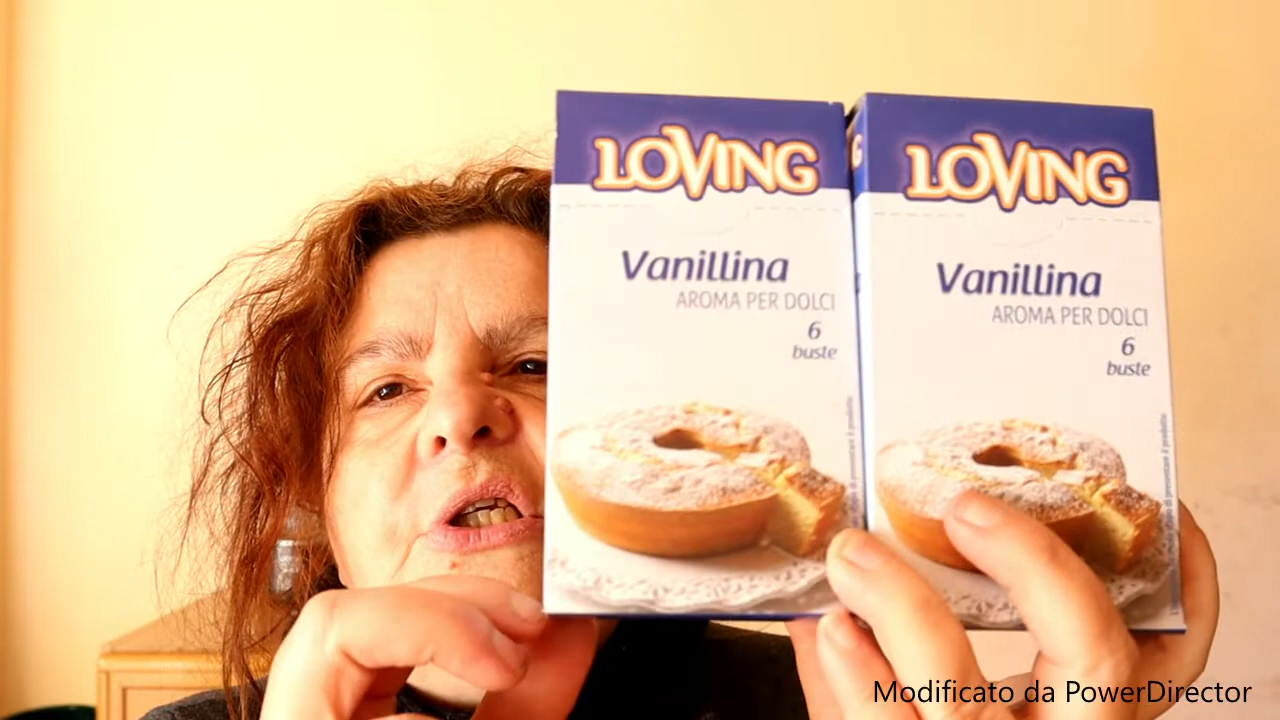 LOVING
Vanillina
AROMA PER DOLCI
6
buste
G
LOVING
Vanillina
AROMA PER DOLCI
6
buste
Modificato da PowerDirector